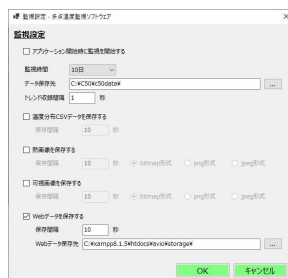 監視設定 - 多点温度監視ソフトウェア
監視設定
アプリケーション開始時に監視を開始する
監視時間 10日
データ保存先 C:¥C50¥c50data¥ ...
トレンド収録間隔 1 秒
温度分布CSVデータを保存する
保存間隔 10 秒
熱画像を保存する
保存間隔 10 秒 bitmap形式 png形式 jpeg形式
可視画像を保存する
保存間隔 10 秒 bitmap形式 png形式 jpeg形式
Webデータを保存する
保存間隔 10 秒
Webデータ保存先 C:¥xampp8.1.5¥htdocs¥avio¥storage¥ ...
OK キャンセル